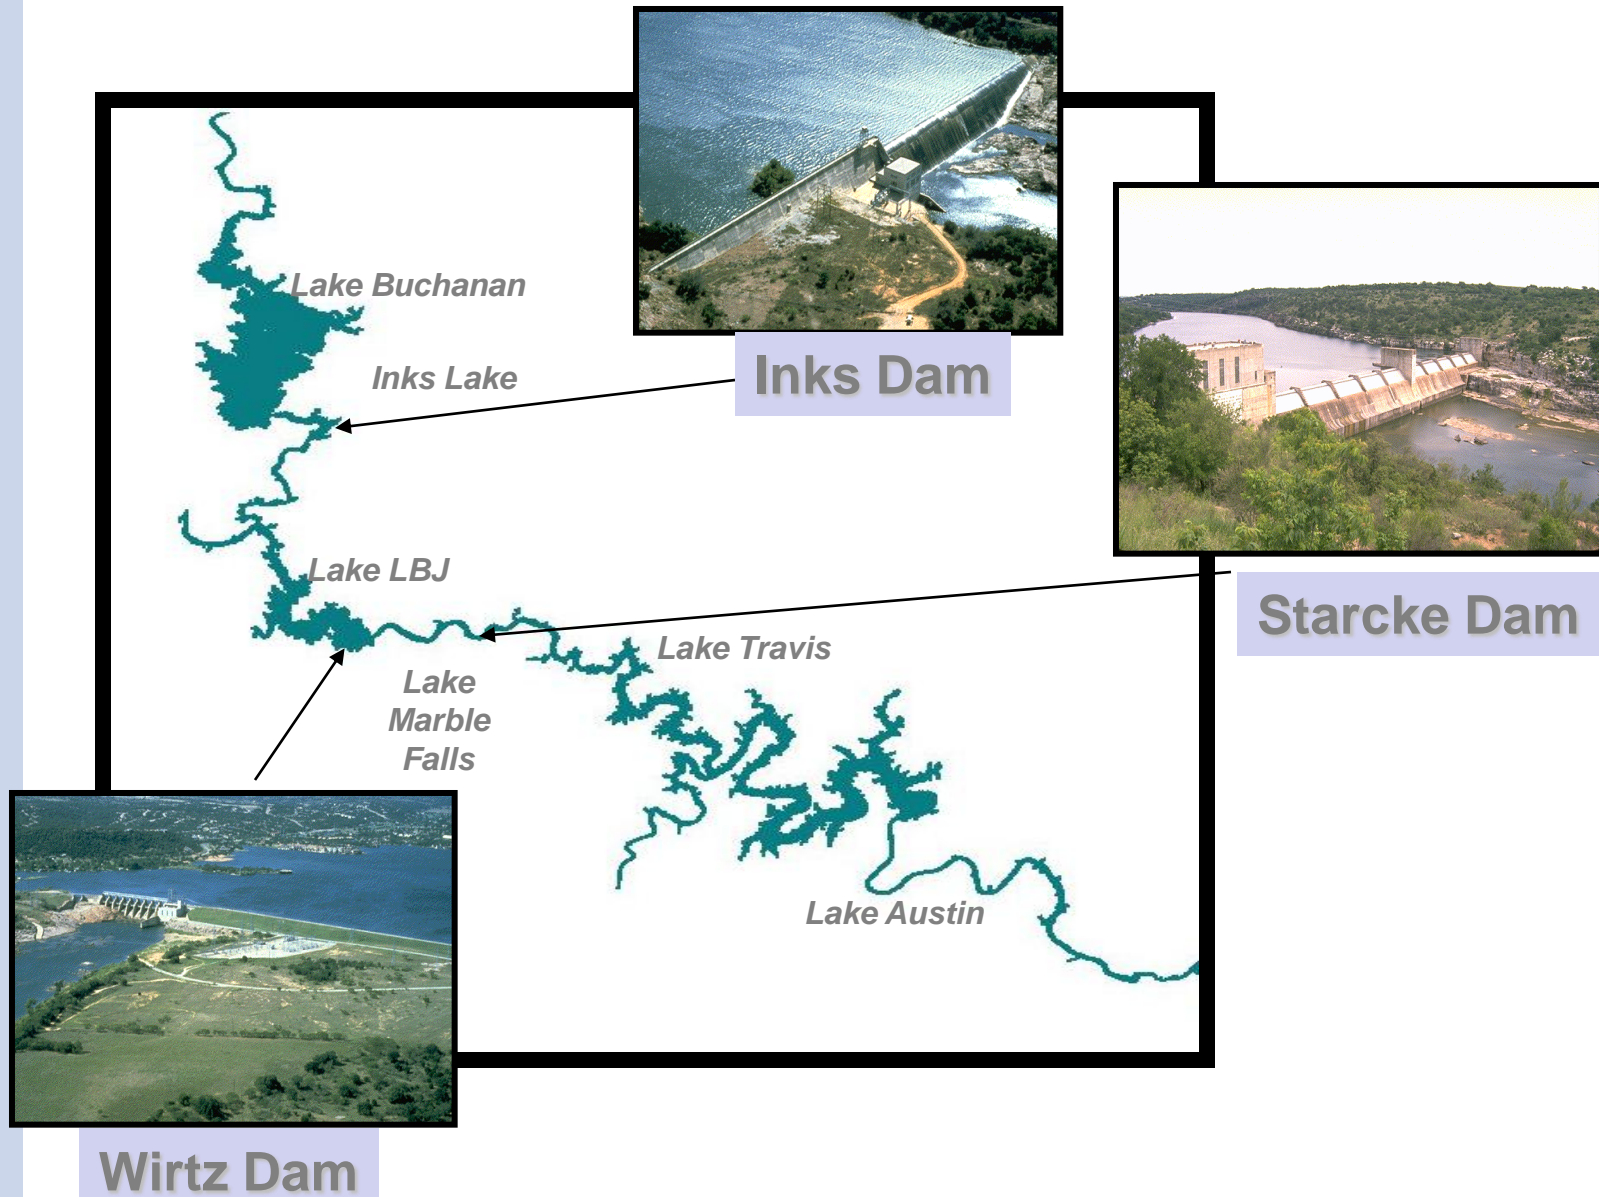 Lake Buchanan
Inks Lake
Inks Dam
Lake LBJ
Starcke Dam
Lake Travis
Lake
Marble
Falls
Lake Austin
Wirtz Dam